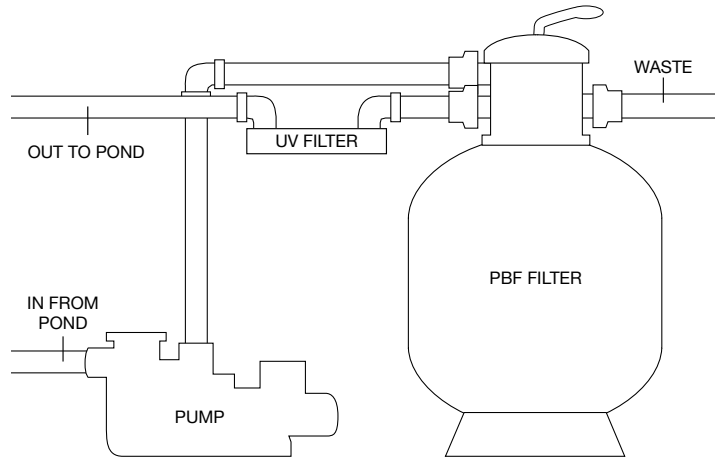 WASTE
UV FILTER
OUT TO POND
PBF FILTER
IN FROM
POND
PUMP